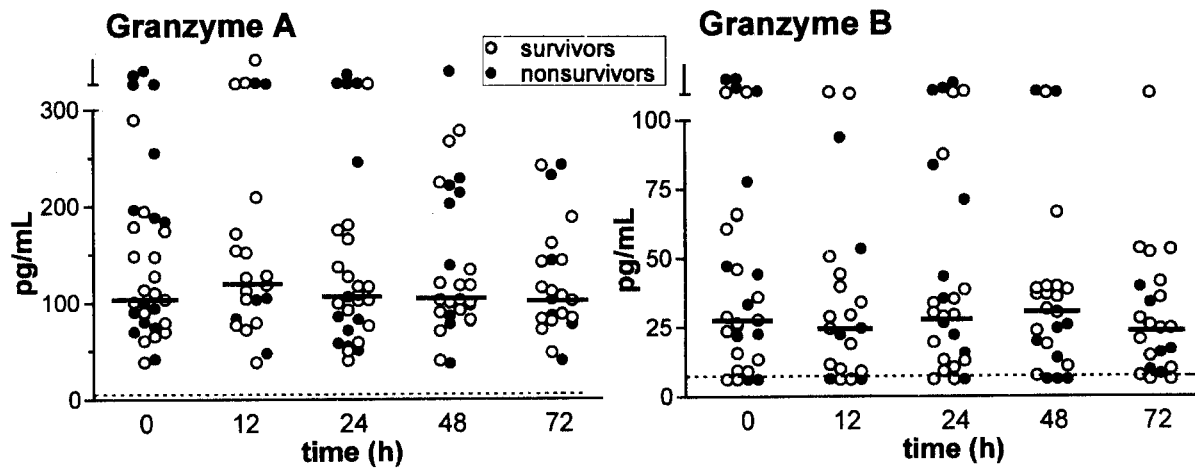 Granzyme A
survivors
nonsurvivors
pg/mL
300
200
100
0
0 12 24 48 72
time (h)
Granzyme B
pg/mL
100
75
50
25
0
0 12 24 48 72
time (h)